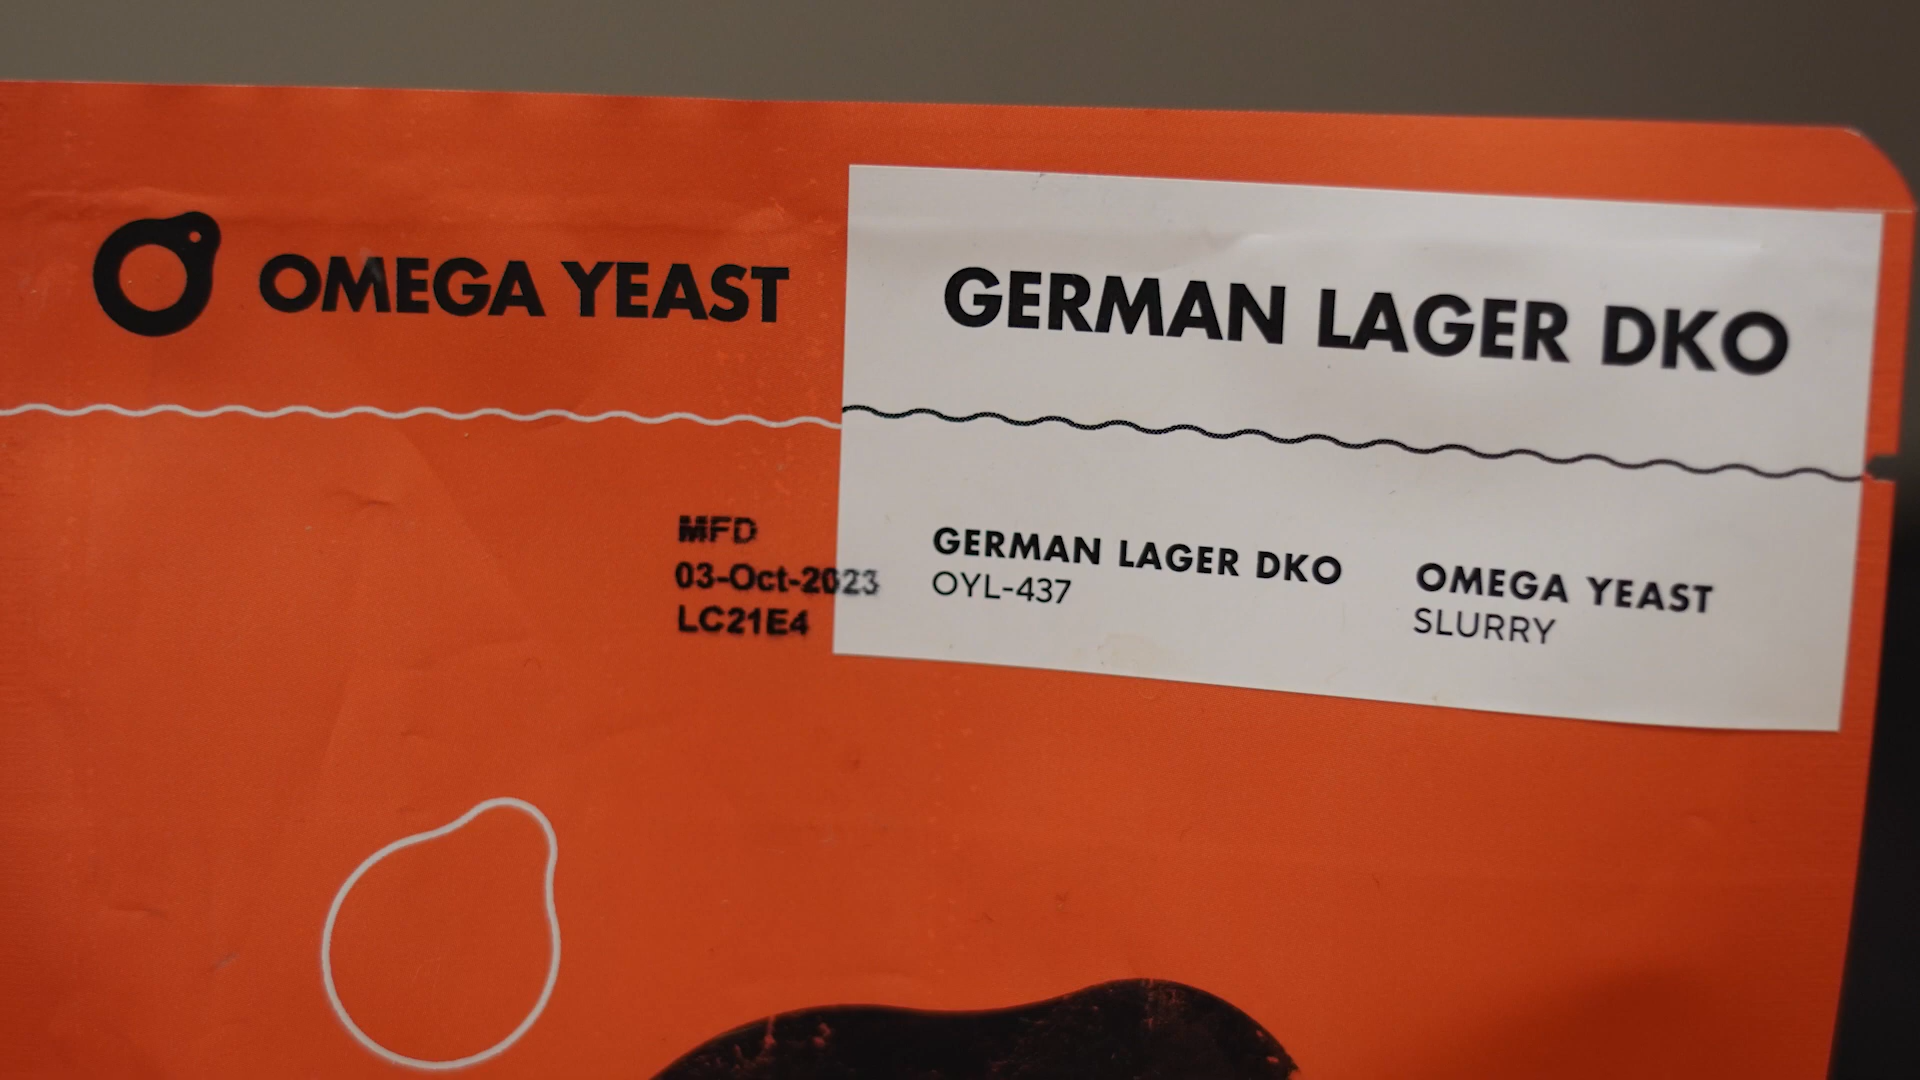 OMEGA YEAST
GERMAN LAGER DKO
MFD
03-Oct-2023
LC21E4
GERMAN LAGER DKO
OYL-437
OMEGA YEAST
SLURRY